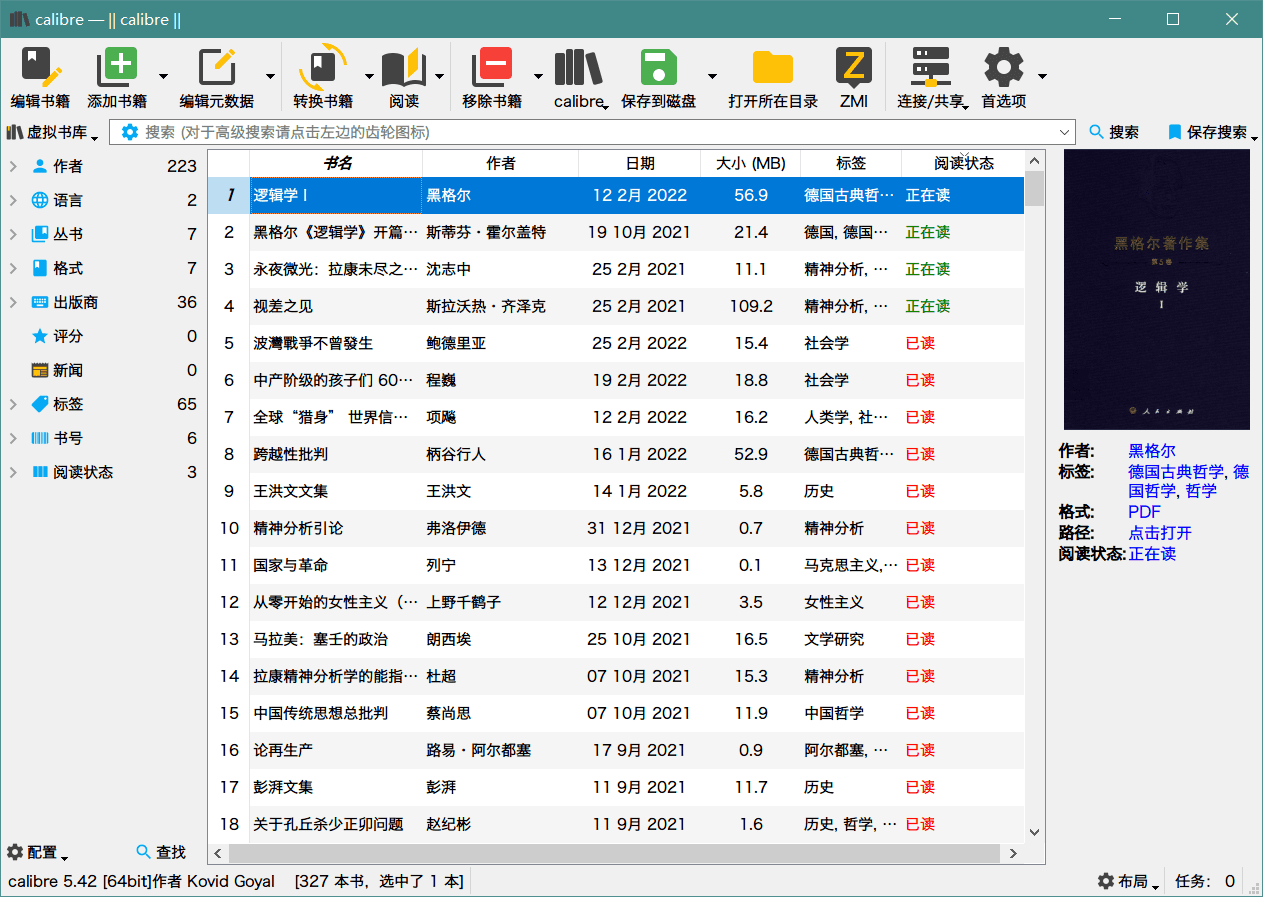 calibre — || calibre ||
编辑书籍 添加书籍 编辑元数据 转换书籍 阅读 移除书籍 calibre 保存到磁盘 打开所在目录 ZMI 连接/共享 首选项
虚拟书库 搜索 (对于高级搜索请点击左边的齿轮图标) 搜索 保存搜索
作者 223
语言 2
丛书 7
格式 7
出版商 36
评分 0
新闻 0
标签 65
书号 6
阅读状态 3
书名 作者 日期 大小 (MB) 标签 阅读状态
1 逻辑学 I 黑格尔 12 2月 2022 56.9 德国古典哲… 正在读
2 黑格尔《逻辑学》开篇… 斯蒂芬・霍尔盖特 19 10月 2021 21.4 德国, 德国… 正在读
3 永夜微光：拉康未尽之… 沈志中 25 2月 2021 11.1 精神分析, … 正在读
4 视差之见 斯拉沃热・齐泽克 25 2月 2021 109.2 精神分析, … 正在读
5 波灣戰爭不曾發生 鲍德里亚 25 2月 2022 15.4 社会学 已读
6 中产阶级的孩子们 60… 程巍 19 2月 2022 18.8 社会学 已读
7 全球“猎身” 世界信… 项飚 12 2月 2022 16.2 人类学, 社… 已读
8 跨越性批判 柄谷行人 16 1月 2022 52.9 德国古典哲… 已读
9 王洪文文集 王洪文 14 1月 2022 5.8 历史 已读
10 精神分析引论 弗洛伊德 31 12月 2021 0.7 精神分析 已读
11 国家与革命 列宁 13 12月 2021 0.1 马克思主义,… 已读
12 从零开始的女性主义（… 上野千鹤子 12 12月 2021 3.5 女性主义 已读
13 马拉美：塞壬的政治 朗西埃 25 10月 2021 16.5 文学研究 已读
14 拉康精神分析学的能指… 杜超 07 10月 2021 15.3 精神分析 已读
15 中国传统思想总批判 蔡尚思 07 10月 2021 11.9 中国哲学 已读
16 论再生产 路易・阿尔都塞 17 9月 2021 0.9 阿尔都塞, … 已读
17 彭湃文集 彭湃 11 9月 2021 11.7 历史 已读
18 关于孔丘杀少正卯问题 赵纪彬 11 9月 2021 1.6 历史, 哲学, … 已读
黑格尔著作集
第5卷
逻辑学
I
人民出版社
作者: 黑格尔
标签: 德国古典哲学, 德
国哲学, 哲学
格式: PDF
路径: 点击打开
阅读状态: 正在读
配置 查找
calibre 5.42 [64bit]作者 Kovid Goyal [327 本书，选中了 1 本] 布局 任务： 0